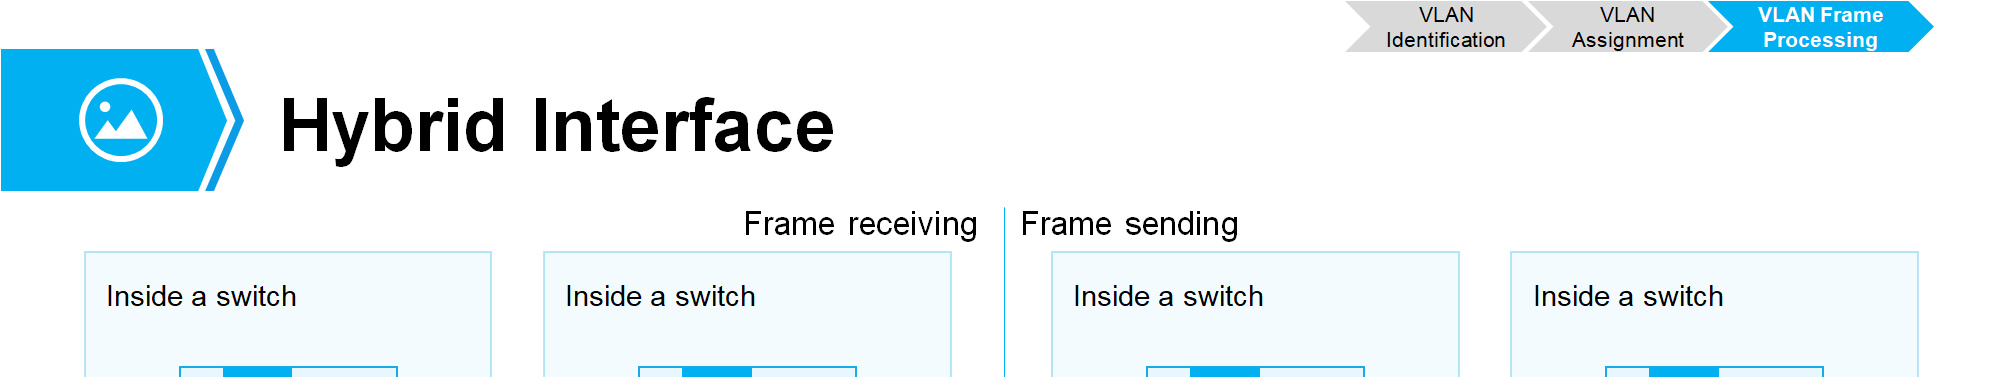 VLAN
Identification
VLAN
Assignment
VLAN Frame
Processing
Hybrid Interface
Frame receiving
Frame sending
Inside a switch
Inside a switch
Inside a switch
Inside a switch